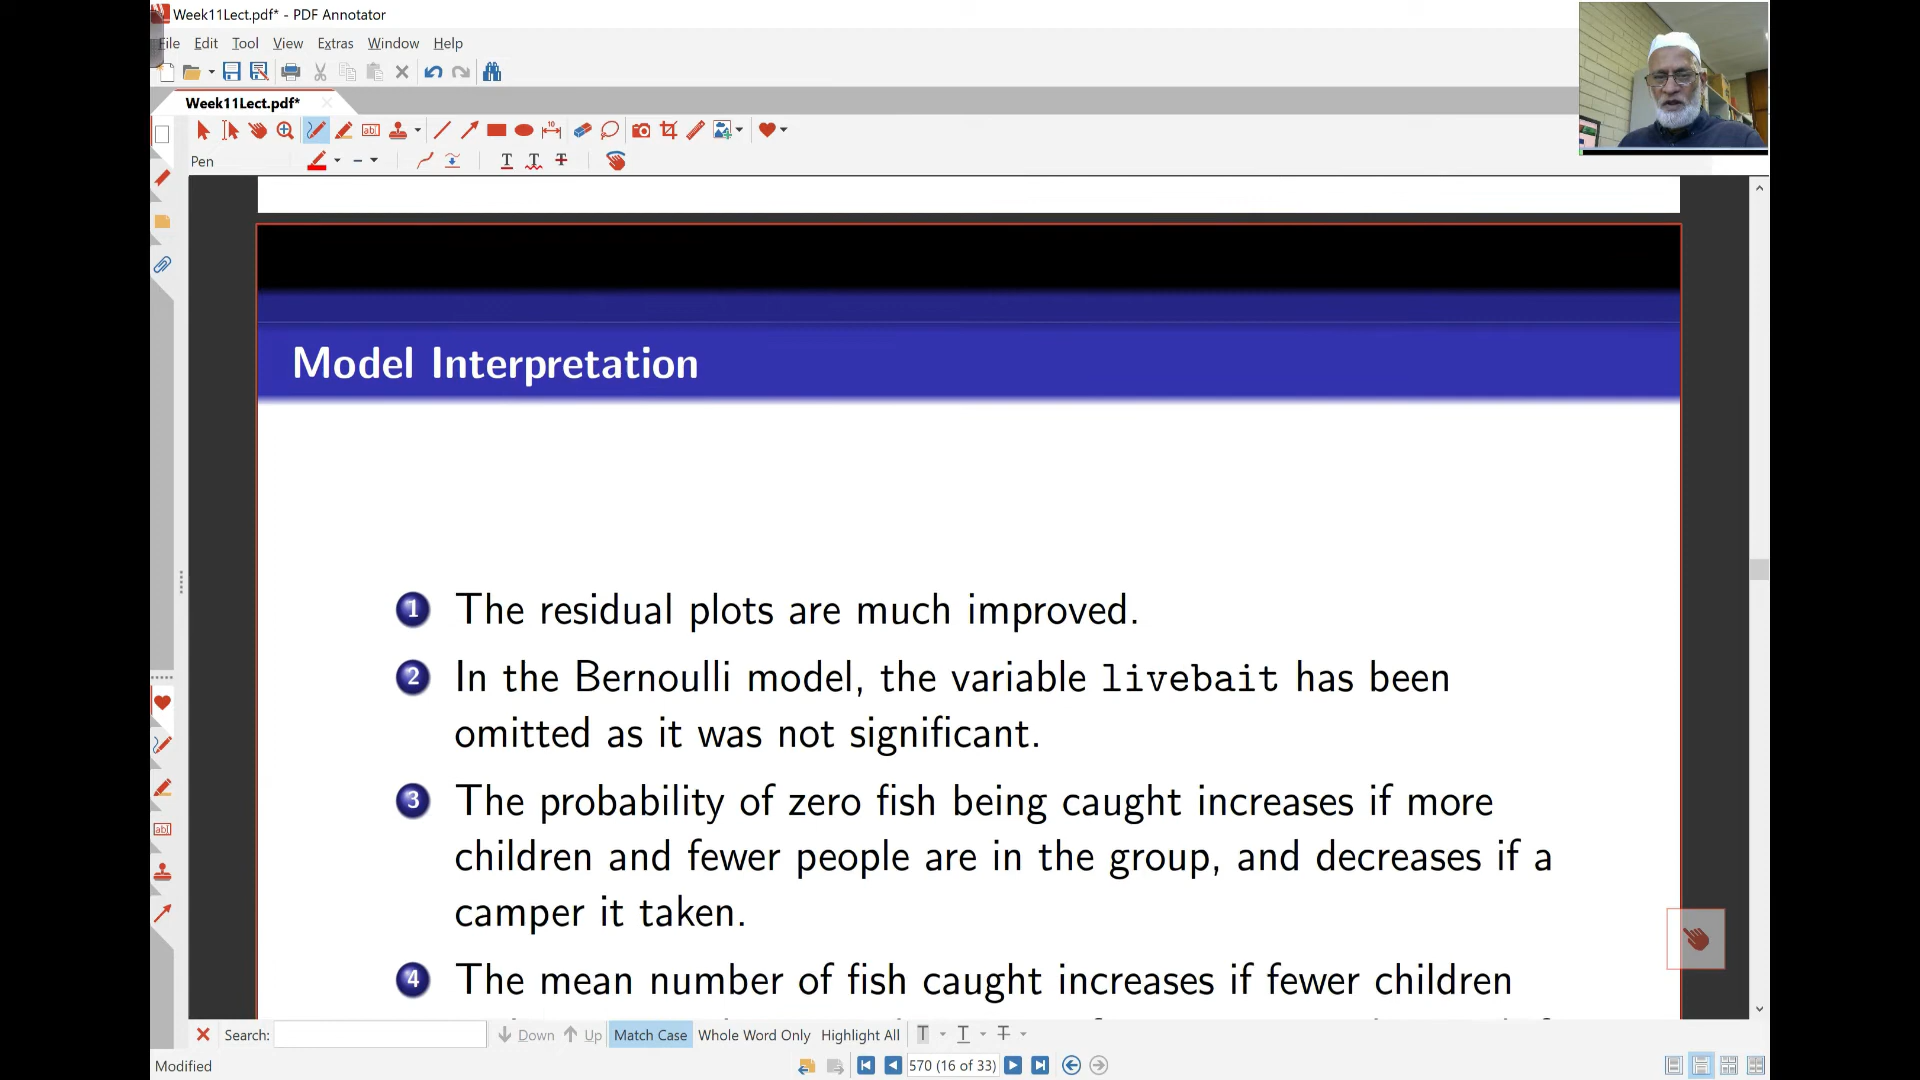 Week11Lect.pdf* - PDF Annotator
File Edit Tool View Extras Window Help
Week11Lect.pdf*
Pen
Model Interpretation
1 The residual plots are much improved.
2 In the Bernoulli model, the variable livebait has been
omitted as it was not significant.
3 The probability of zero fish being caught increases if more
children and fewer people are in the group, and decreases if a
camper it taken.
4 The mean number of fish caught increases if fewer children
Search: Down Up Match Case Whole Word Only Highlight All
Modified 570 (16 of 33)